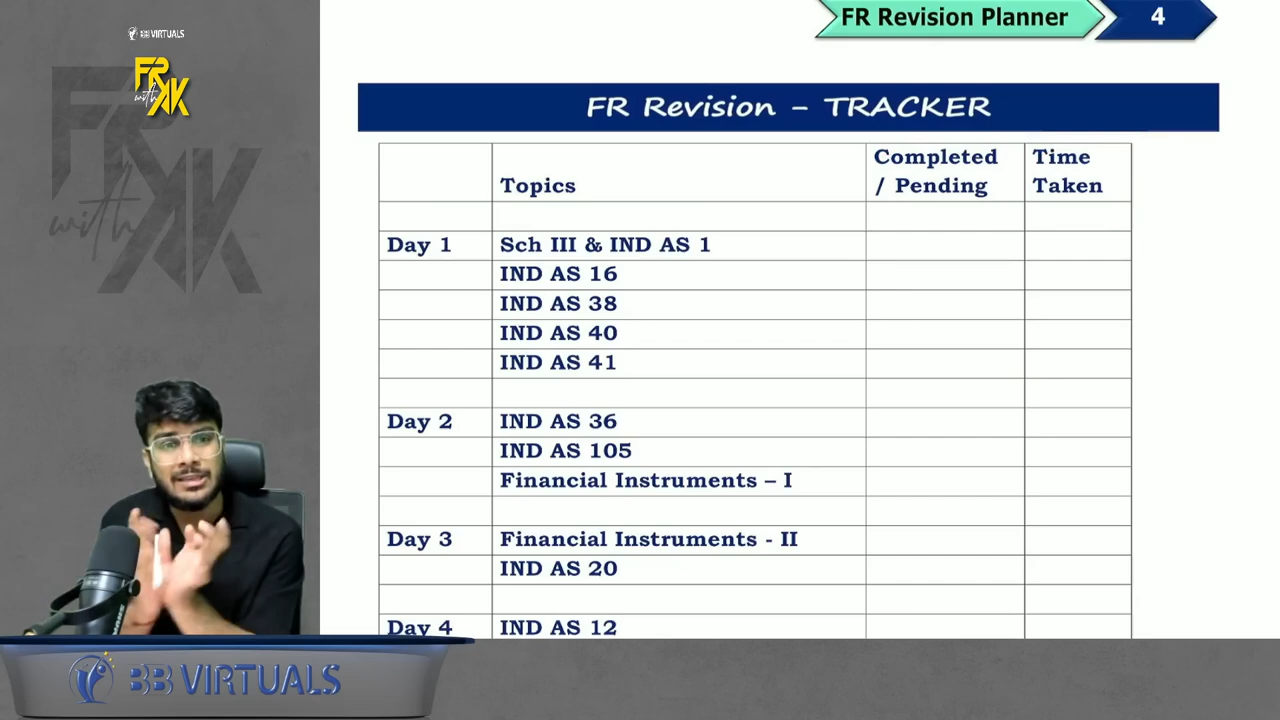 BB VIRTUALS
FR
with
AK
FR
with
AK
FR Revision Planner
4
FR Revision – TRACKER
Topics
Completed
/ Pending
Time
Taken
Day 1
Sch III & IND AS 1
IND AS 16
IND AS 38
IND AS 40
IND AS 41
Day 2
IND AS 36
IND AS 105
Financial Instruments – I
Day 3
Financial Instruments - II
IND AS 20
Day 4
IND AS 12
BB VIRTUALS